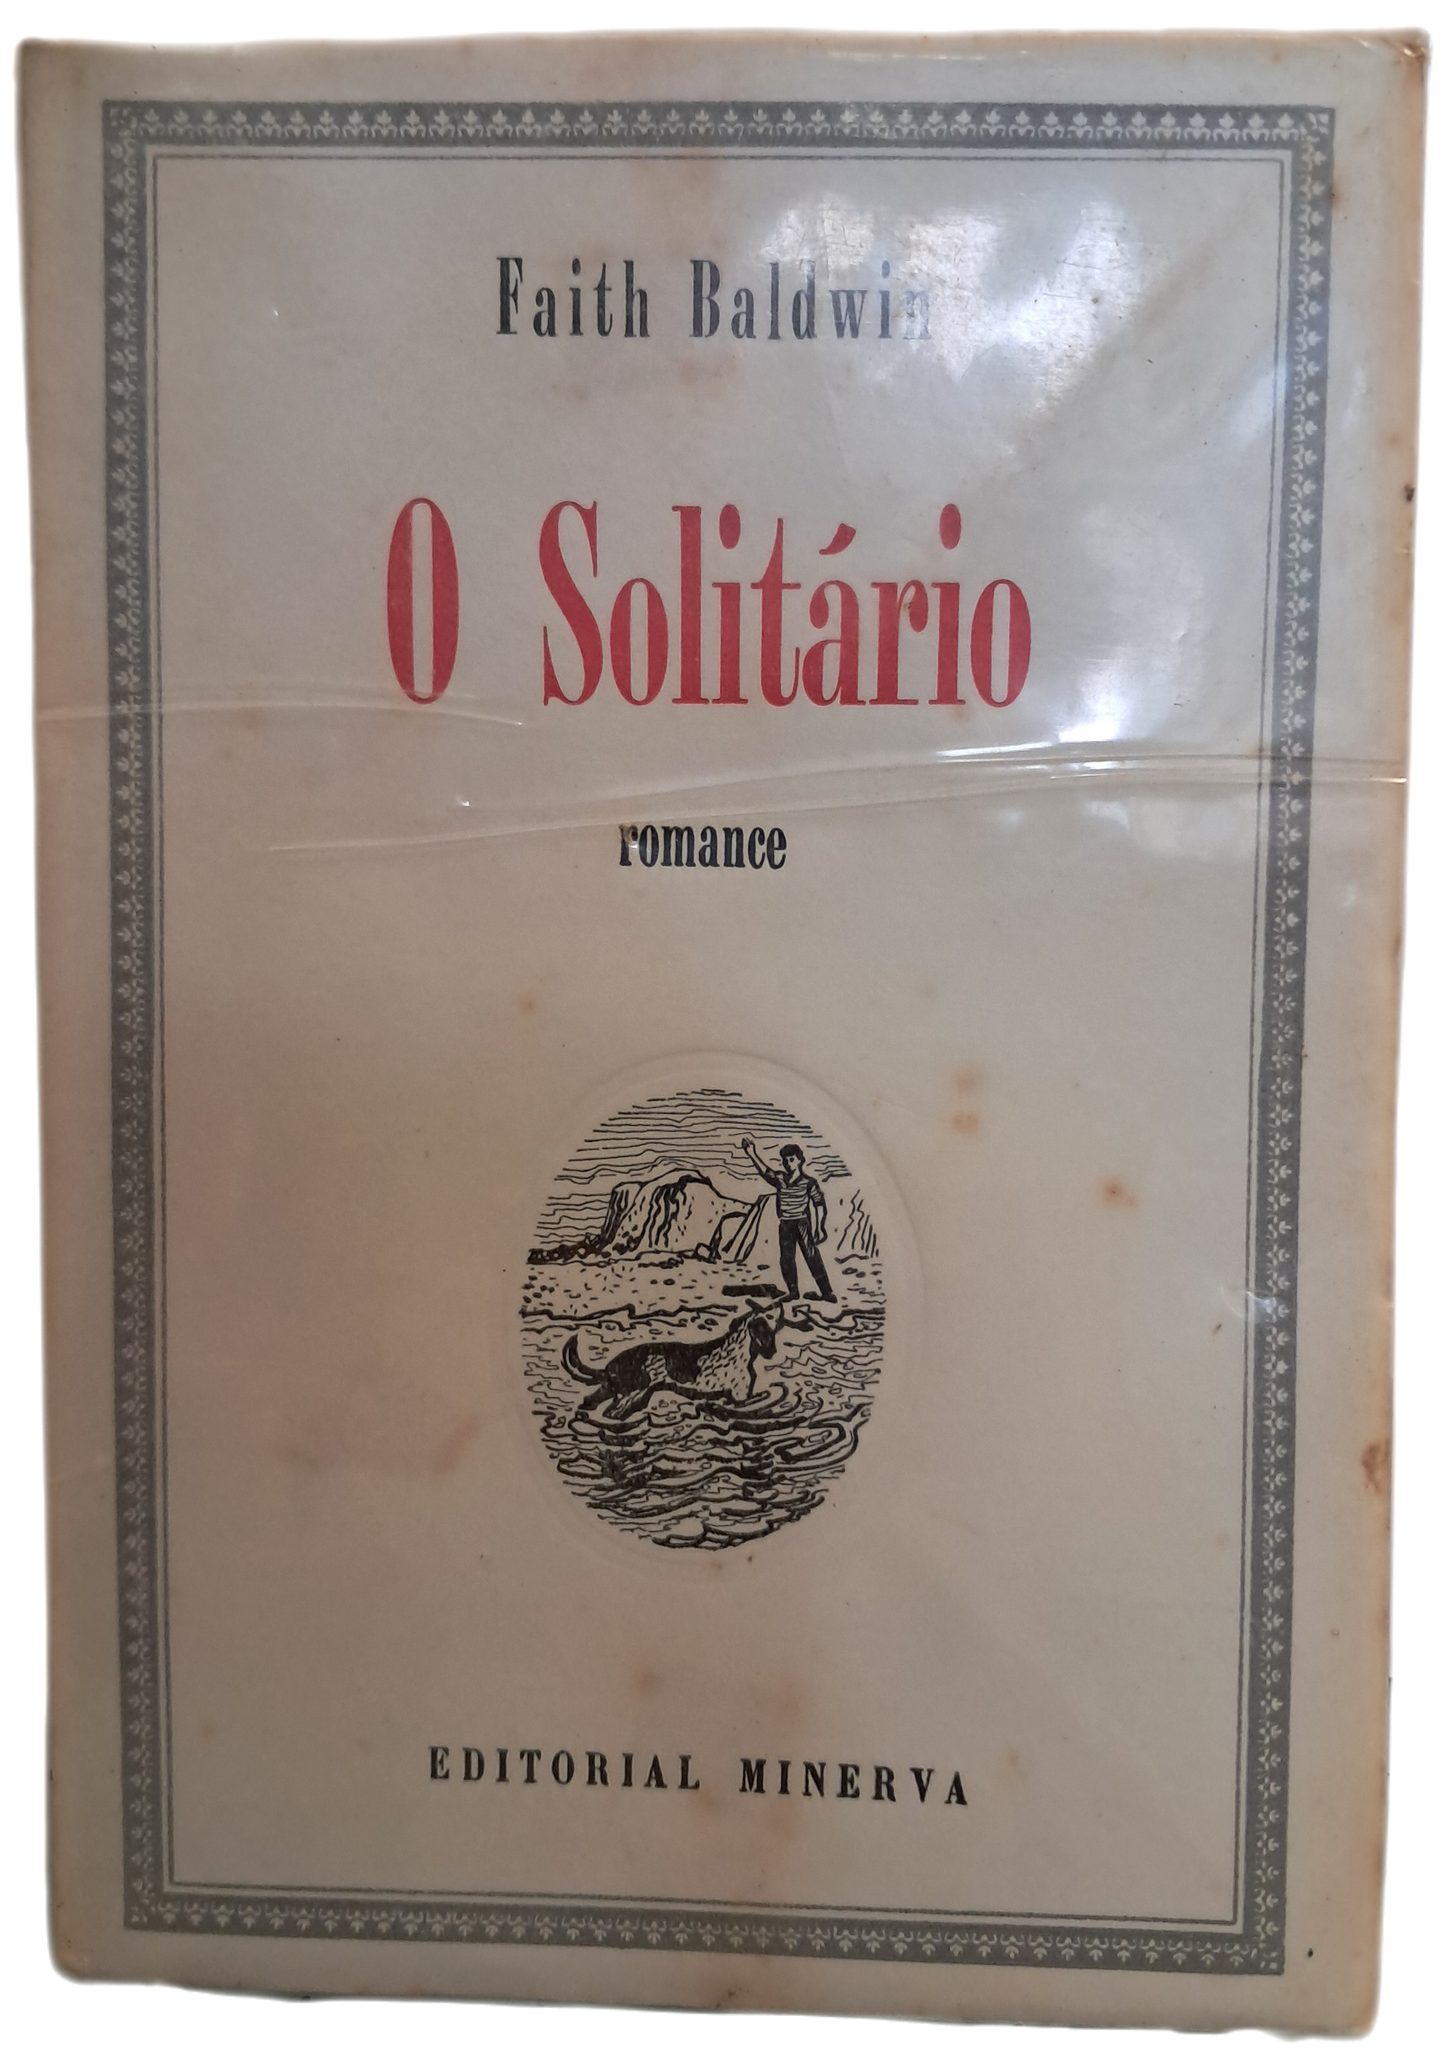 Faith Baldwin
O Solitário
romance
EDITORIAL MINERVA